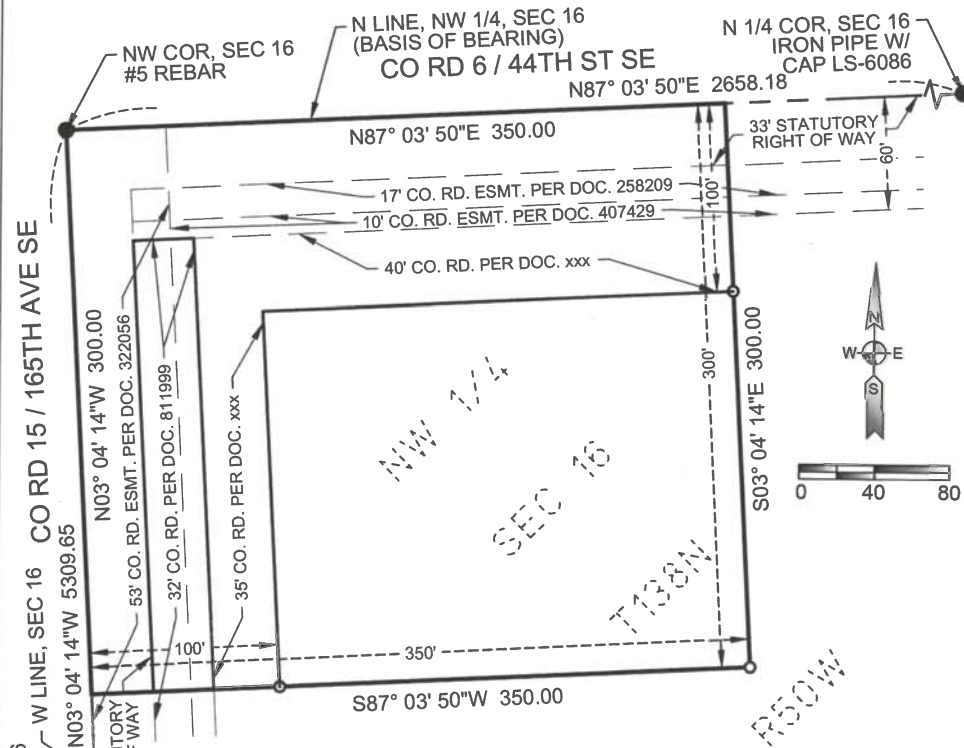 NW COR, SEC 16
#5 REBAR
N LINE, NW 1/4, SEC 16
(BASIS OF BEARING)
CO RD 6 / 44TH ST SE
N 1/4 COR, SEC 16
IRON PIPE W/
CAP LS-6086
N87° 03' 50"E 2658.18
N87° 03' 50"E 350.00
33' STATUTORY
RIGHT OF WAY
60'
100'
17' CO. RD. ESMT. PER DOC. 258209
10' CO. RD. ESMT. PER DOC. 407429
40' CO. RD. PER DOC. xxx
W LINE, SEC 16
CO RD 15 / 165TH AVE SE
N03° 04' 14"W 5309.65
N03° 04' 14"W 300.00
53' CO. RD. ESMT. PER DOC. 322056
32' CO. RD. PER DOC. 811999
35' CO. RD. PER DOC. xxx
NW 1/4
SEC 16
T138N
R50W
300'
S03° 04' 14"E 300.00
N
W
E
S
0 40 80
100'
350'
S87° 03' 50"W 350.00